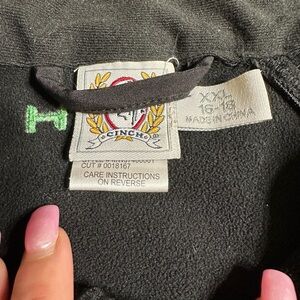 H
CINCH
XXL
16-18
MADE IN CHINA
CUT # 0018167
CARE INSTRUCTIONS
ON REVERSE